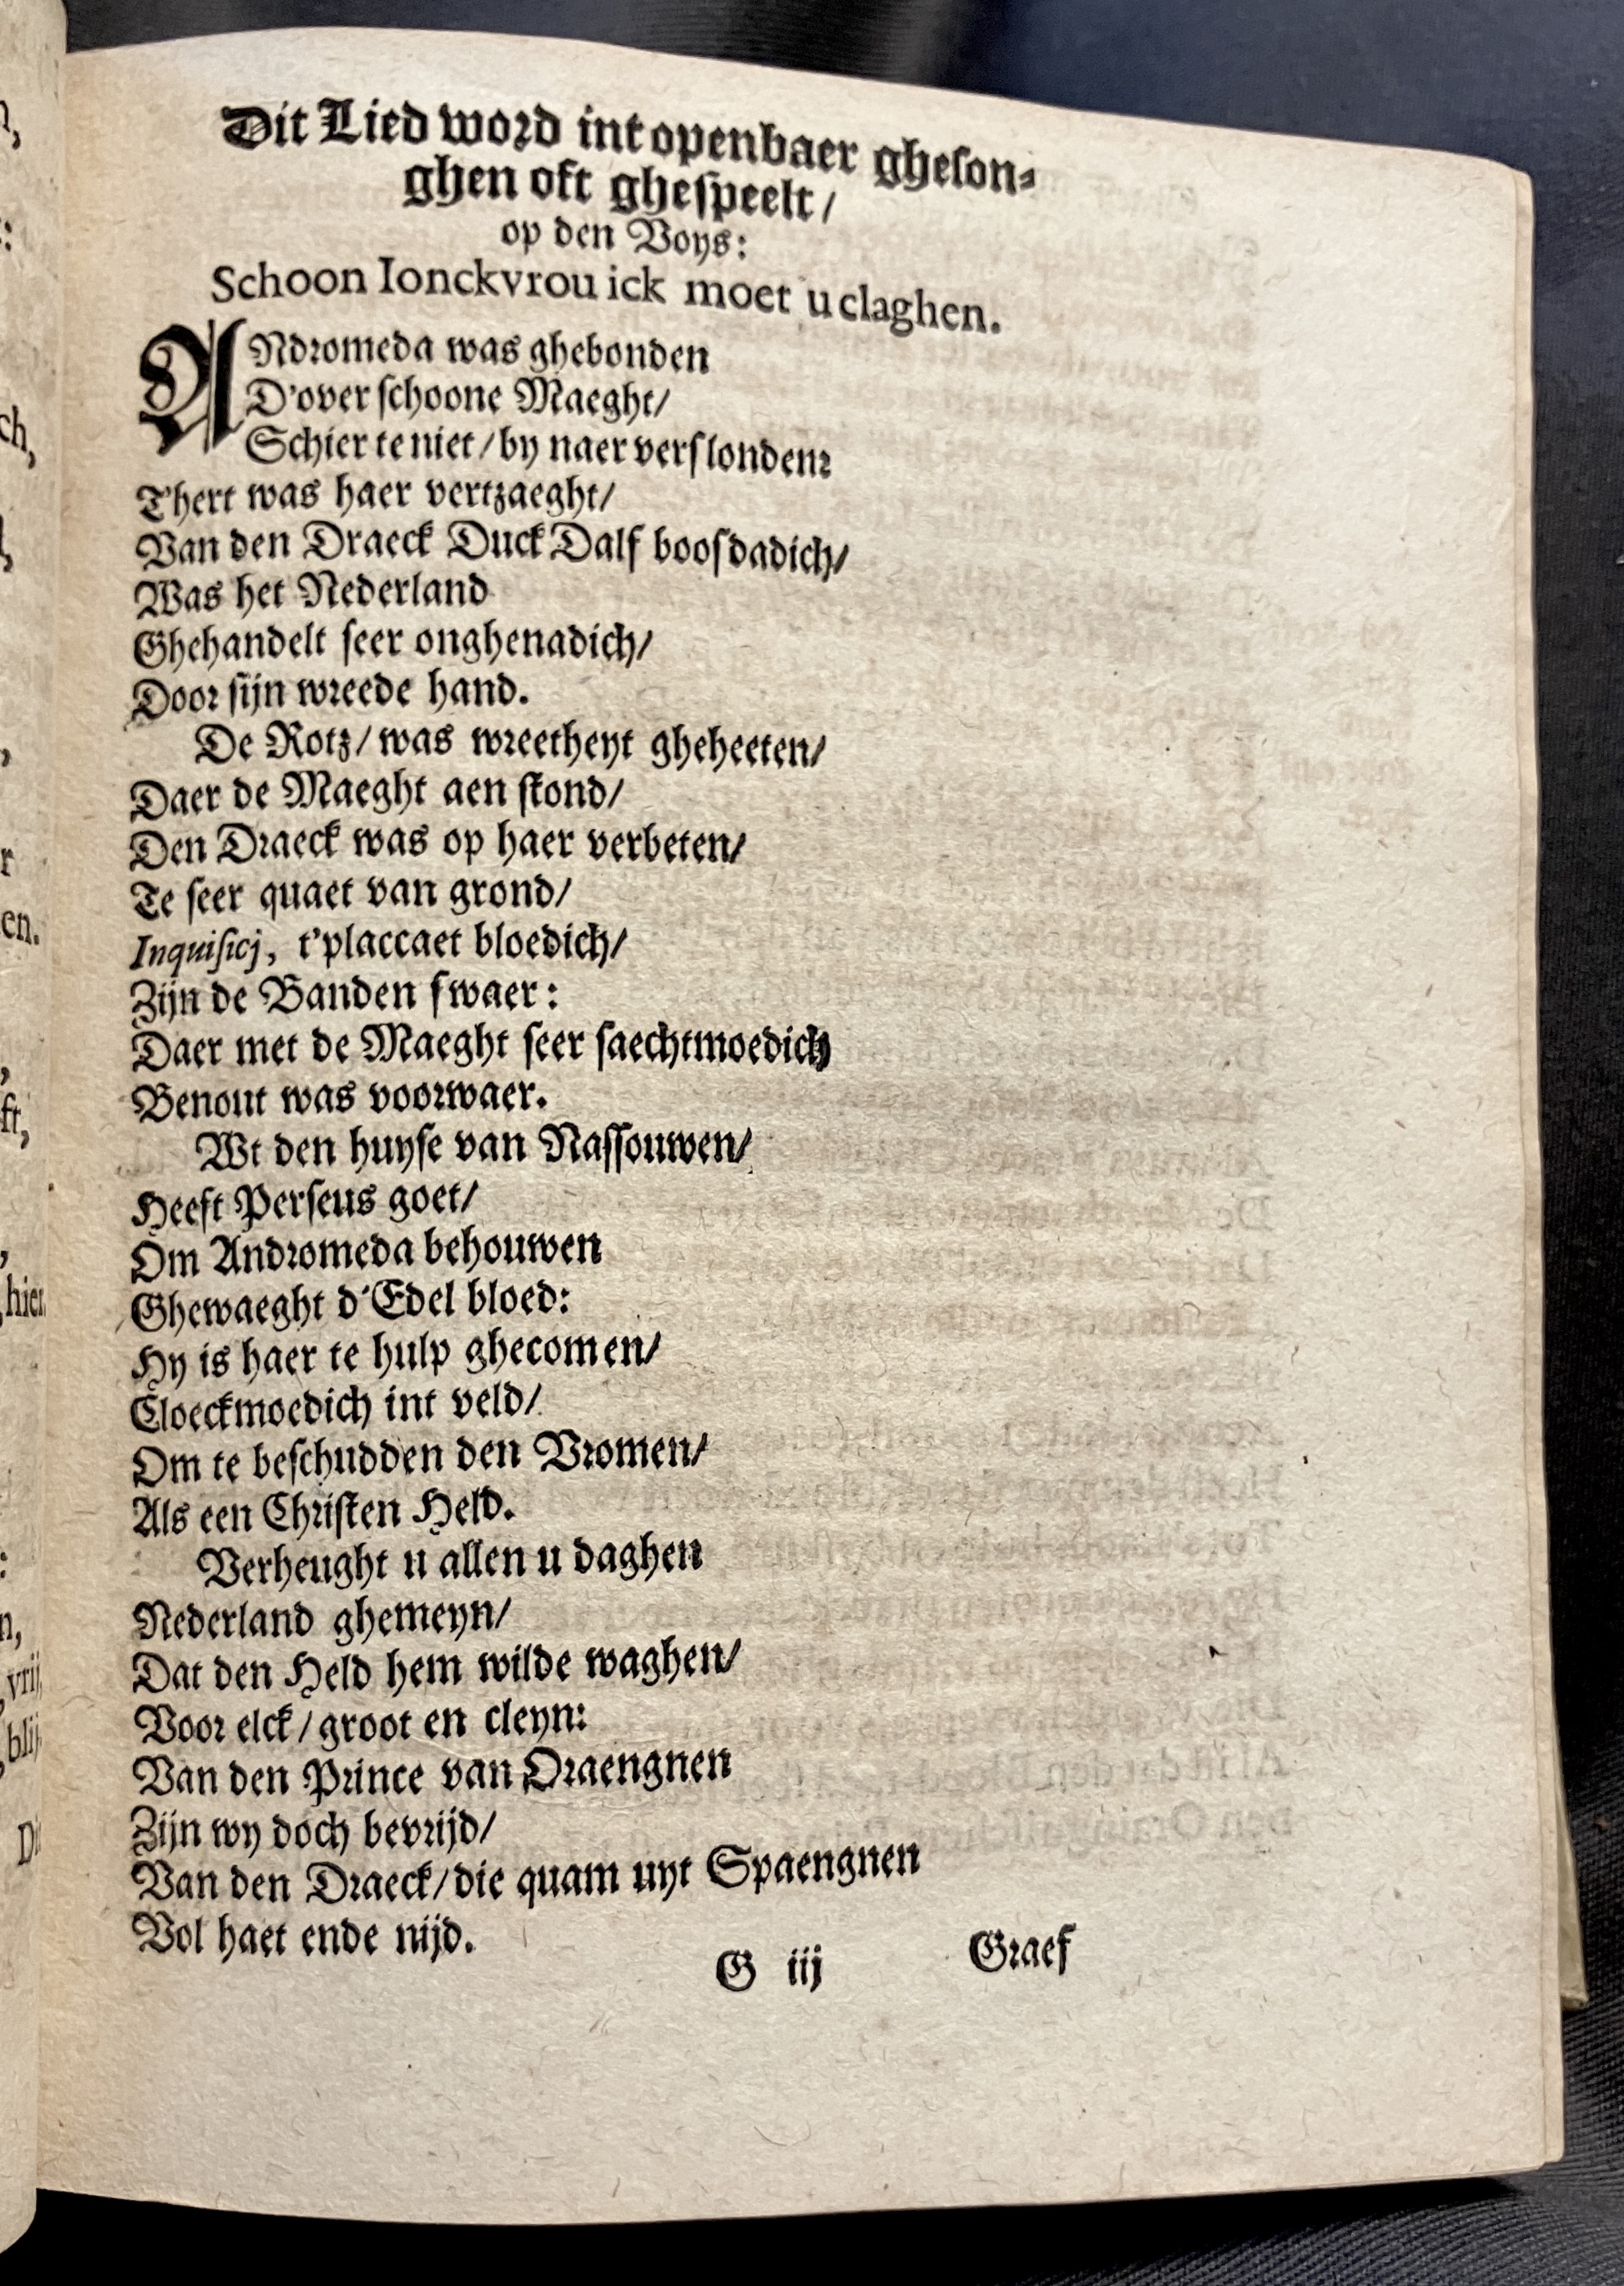 Dit Lied word int openbaer gheson-
ghen oft ghespeelt/
op den Voys:
Schoon Ionckvrou ick moet u claghen.
ANdromeda was ghebonden
D'over schoone Maeght/
Schier te niet/by naer verslonden:
T'hert was haer vertzaeght/
Van den Draeck Duck Dalf boosdadich/
Was het Nederland
Ghehandelt seer onghenadich/
Door sijn wreede hand.
De Rotz/was wreetheyt gheheeten/
Daer de Maeght aen stond/
Den Draeck was op haer verbeten/
Te seer quaet van grond/
Inquisicj, t'placcaet bloedich/
Zijn de Banden swaer:
Daer met de Maeght seer saechtmoedich
Benout was voorwaer.
Wt den huyse van Nassouwen/
Heeft Perseus goet/
Om Andromeda behouwen
Ghewaeght d'Edel bloed:
Hy is haer te hulp ghecomen/
Cloeckmoedich int veld/
Om te beschudden den Vromen/
Als een Christen Held.
Verheught u allen u daghen
Nederland ghemeyn/
Dat den Held hem wilde waghen/
Voor elck/groot en cleyn:
Van den Prince van Oraengnen
Zijn wy doch bevrijd/
Van den Draeck/die quam uyt Spaengnen
Vol haet ende nijd.
G iij Graef